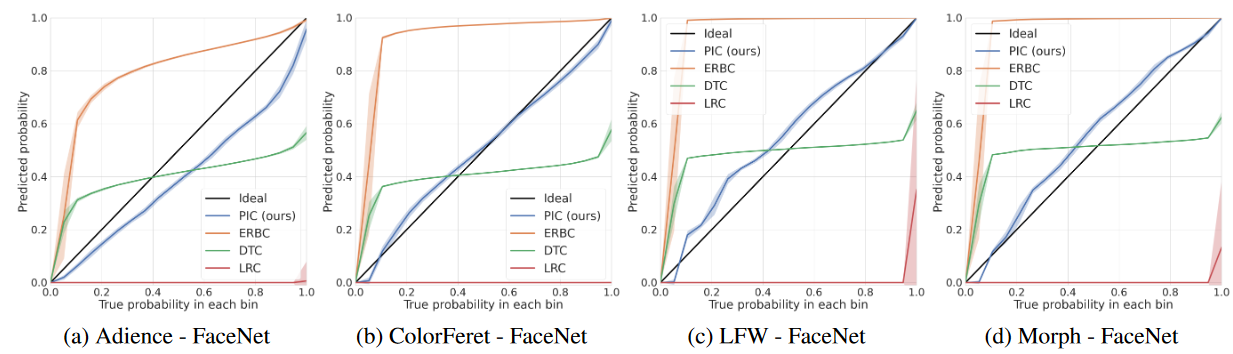 Predicted probability
1.0
0.8
0.6
0.4
0.2
0.0
0.0
0.2
0.4
0.6
0.8
1.0
True probability in each bin
Ideal
PIC (ours)
ERBC
DTC
LRC
(a) Adience - FaceNet
Predicted probability
1.0
0.8
0.6
0.4
0.2
0.0
0.0
0.2
0.4
0.6
0.8
1.0
True probability in each bin
Ideal
PIC (ours)
ERBC
DTC
LRC
(b) ColorFeret - FaceNet
Predicted probability
1.0
0.8
0.6
0.4
0.2
0.0
0.0
0.2
0.4
0.6
0.8
1.0
True probability in each bin
Ideal
PIC (ours)
ERBC
DTC
LRC
(c) LFW - FaceNet
Predicted probability
1.0
0.8
0.6
0.4
0.2
0.0
0.0
0.2
0.4
0.6
0.8
1.0
True probability in each bin
Ideal
PIC (ours)
ERBC
DTC
LRC
(d) Morph - FaceNet